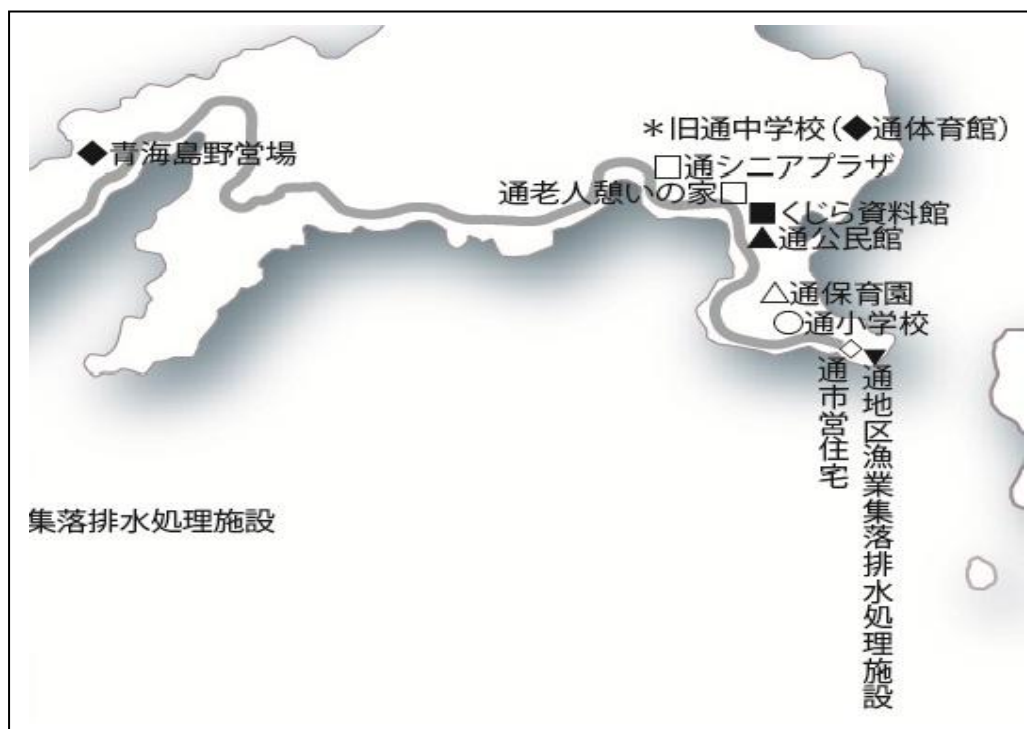 ＊旧通中学校（◆通体育館）
◆青海島野営場
□通シニアプラザ
通老人憩いの家□
■くじら資料館
▲通公民館
△通保育園
○通小学校
◇通市営住宅
▼通地区漁業集落排水処理施設
集落排水処理施設